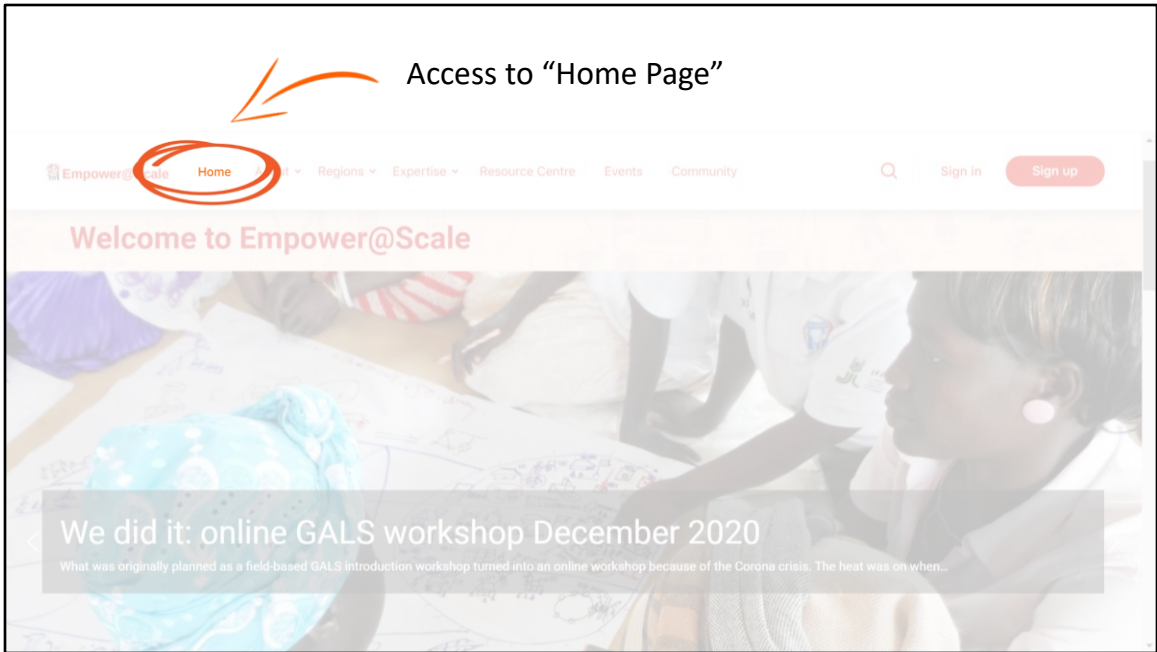 Access to “Home Page”
Empower@Scale Home About Regions Expertise Resource Centre Events Community Sign in Sign up
Welcome to Empower@Scale
We did it: online GALS workshop December 2020
What was originally planned as a field-based GALS introduction workshop turned into an online workshop because of the Corona crisis. The heat was on when...